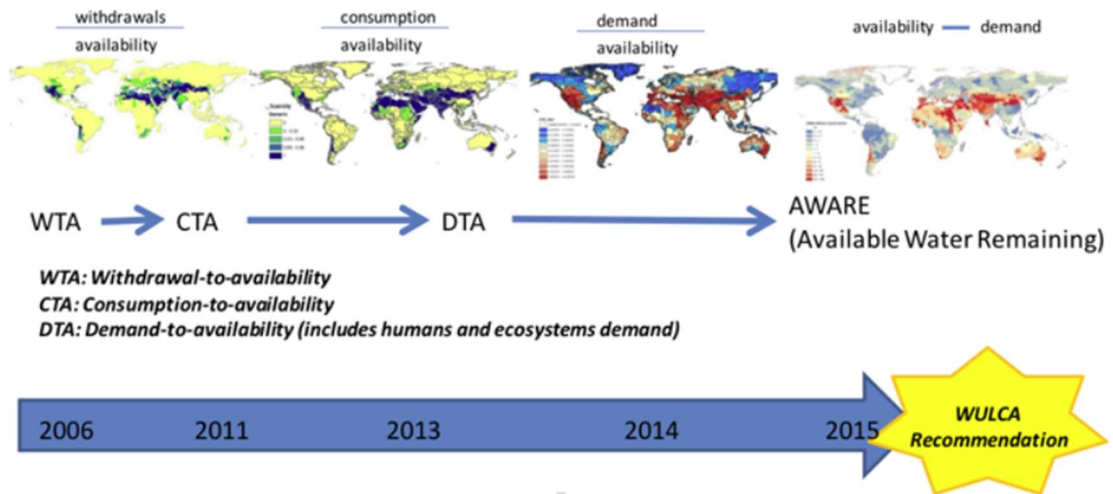 withdrawals
availability
consumption
availability
demand
availability
availability — demand
WTA
CTA
DTA
AWARE
(Available Water Remaining)
WTA: Withdrawal-to-availability
CTA: Consumption-to-availability
DTA: Demand-to-availability (includes humans and ecosystems demand)
2006
2011
2013
2014
2015
WULCA
Recommendation